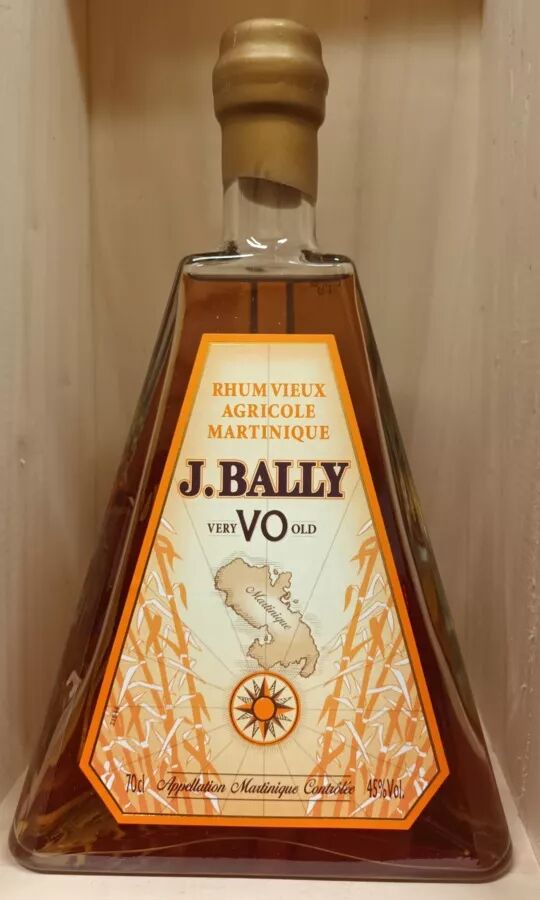 RHUM VIEUX
AGRICOLE
MARTINIQUE
J.BALLY
VERY VO OLD
Martinique
70cl Appellation Martinique Contrôlée 45%Vol.